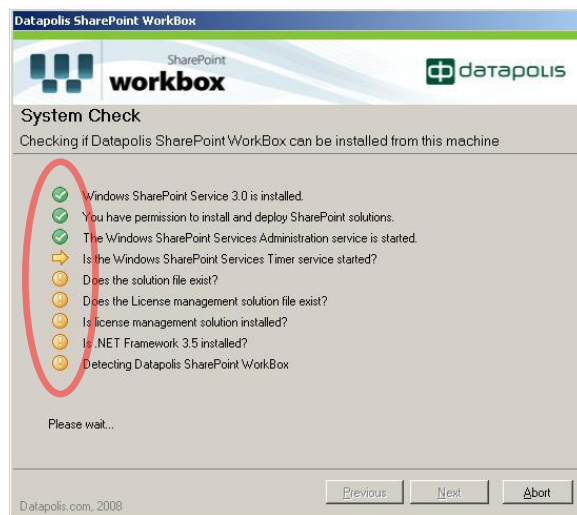 Datapolis SharePoint WorkBox
SharePoint
workbox
datapolis
System Check
Checking if Datapolis SharePoint WorkBox can be installed from this machine
Windows SharePoint Service 3.0 is installed.
You have permission to install and deploy SharePoint solutions.
The Windows SharePoint Services Administration service is started.
Is the Windows SharePoint Services Timer service started?
Does the solution file exist?
Does the License management solution file exist?
Is license management solution installed?
Is .NET Framework 3.5 installed?
Detecting Datapolis SharePoint WorkBox
Please wait...
Previous Next Abort
Datapolis.com, 2008